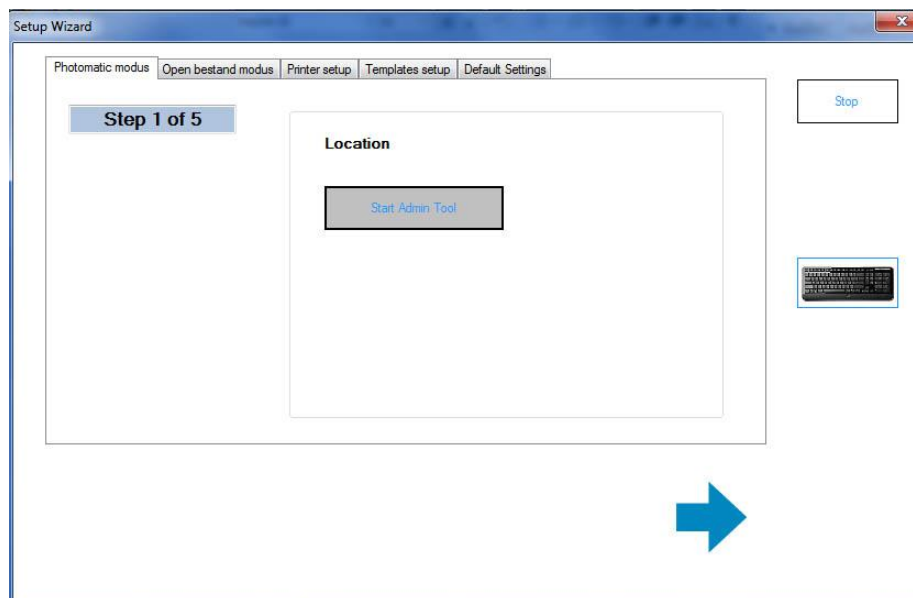 Setup Wizard
Photomatic modus Open bestand modus Printer setup Templates setup Default Settings
Step 1 of 5
Location
Start Admin Tool
Stop